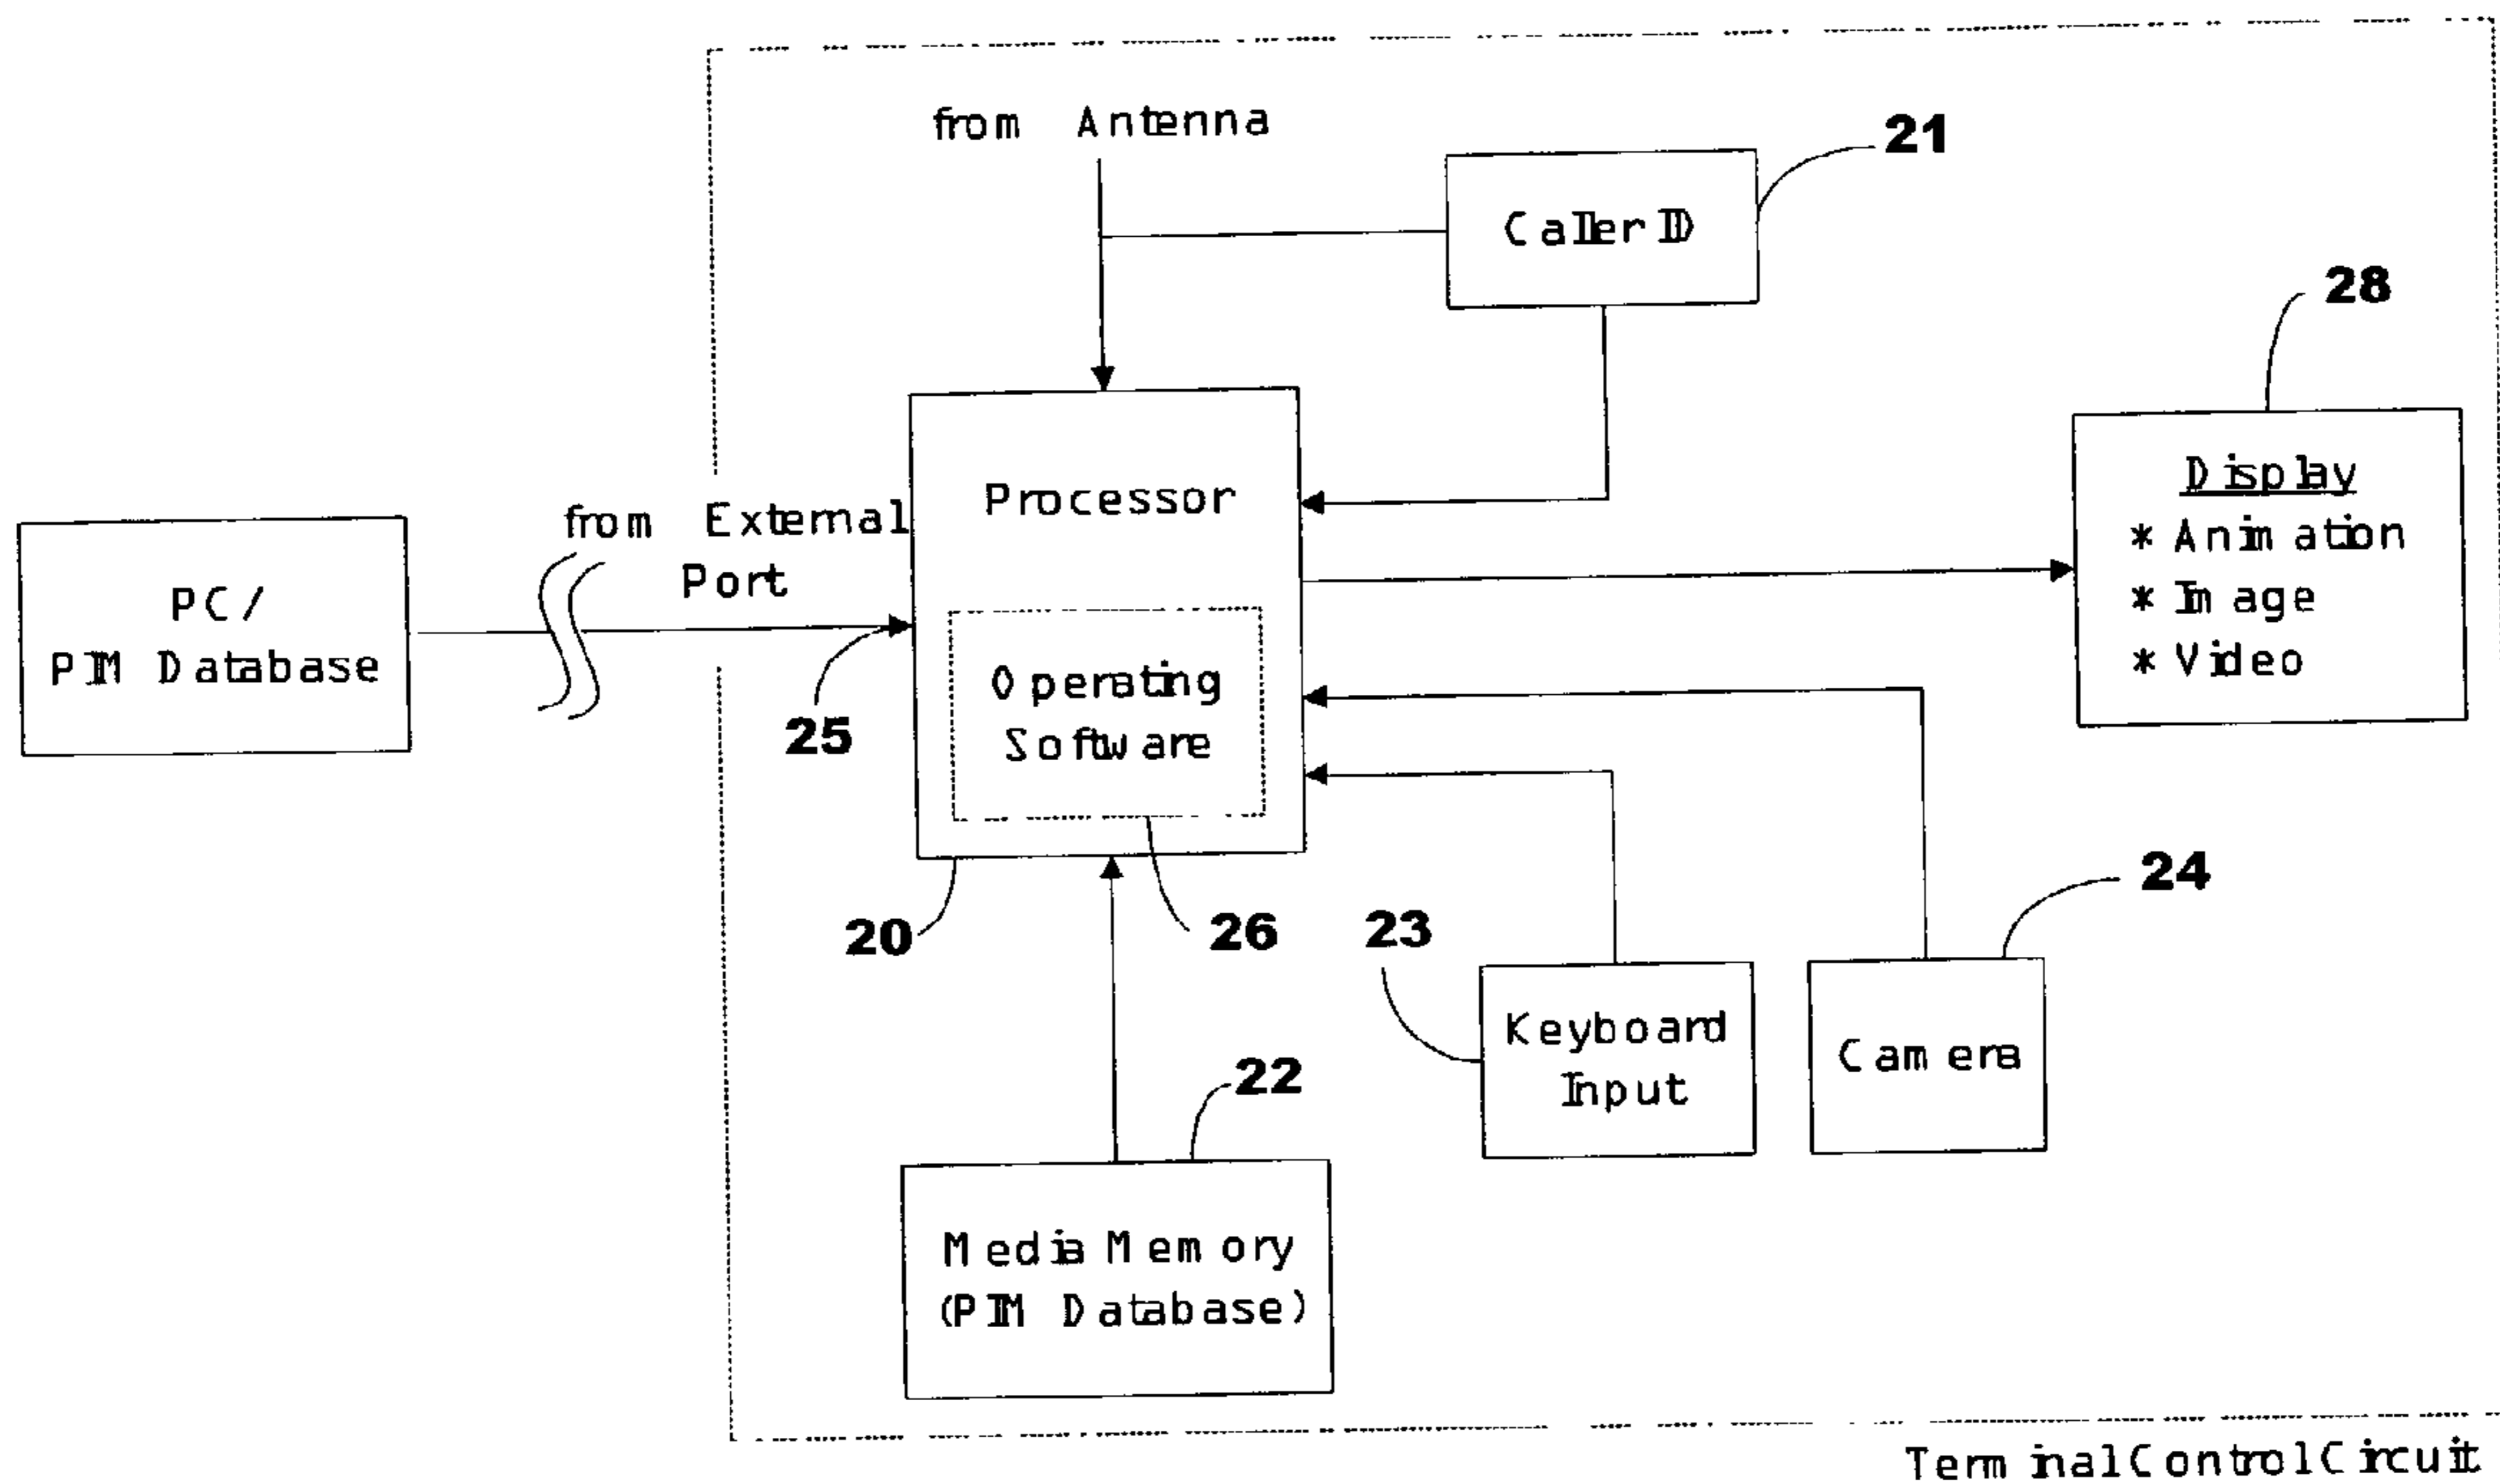 from Antenna
21
Caller ID
28
Processor
Display
* Animation
* Image
* Video
from External
Port
PC/
PIM Database
25
Operating
Software
24
20
26
23
Keyboard
Input
Camera
22
Media Memory
(PIM Database)
Terminal Control Circuit